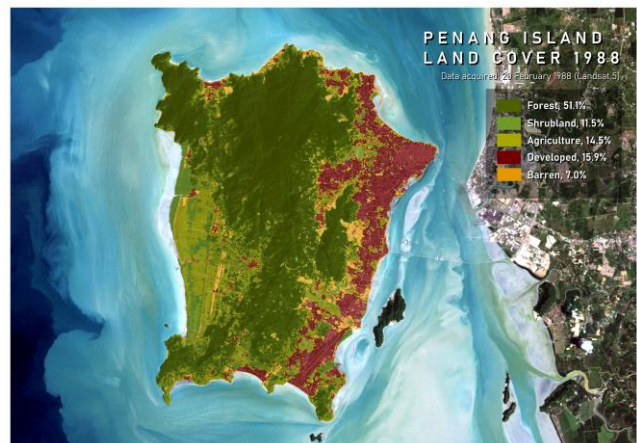 PENANG ISLAND
LAND COVER 1988
Data acquired: 20 February 1988 (Landsat 5)
Forest, 51.1%
Shrubland, 11.5%
Agriculture, 14.5%
Developed, 15.9%
Barren, 7.0%